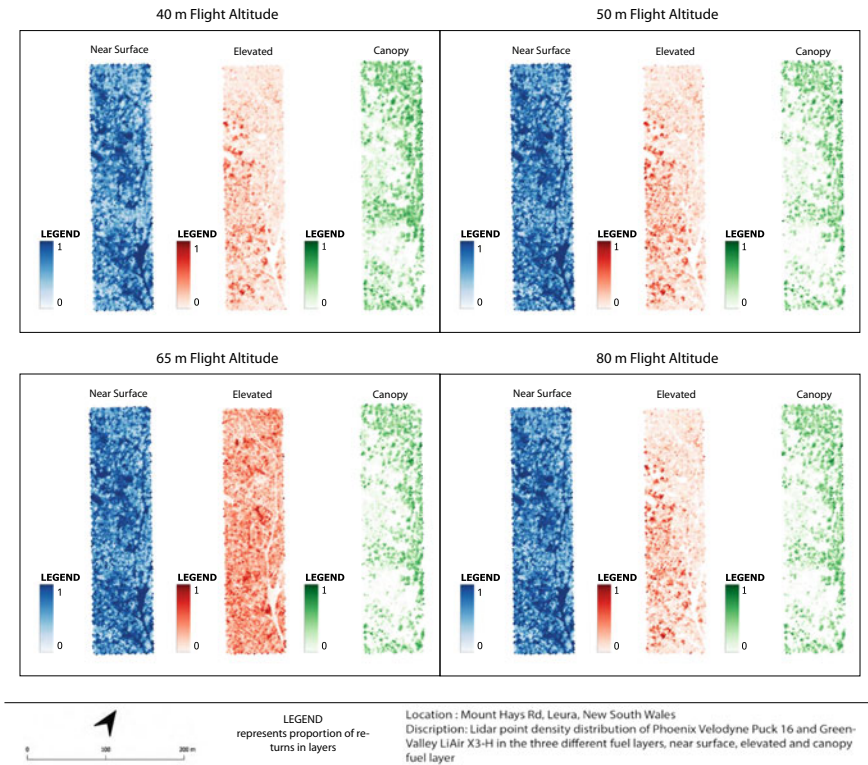 40 m Flight Altitude
50 m Flight Altitude
Near Surface
Elevated
Canopy
Near Surface
Elevated
Canopy
LEGEND
1
0
LEGEND
1
0
LEGEND
1
0
LEGEND
1
0
LEGEND
1
0
LEGEND
1
0
65 m Flight Altitude
80 m Flight Altitude
Near Surface
Elevated
Canopy
Near Surface
Elevated
Canopy
LEGEND
1
0
LEGEND
1
0
LEGEND
1
0
LEGEND
1
0
LEGEND
1
0
LEGEND
1
0
0 100 200 m
LEGEND
represents proportion of re-
turns in layers
Location : Mount Hays Rd, Leura, New South Wales
Discription: Lidar point density distribution of Phoenix Velodyne Puck 16 and Green-
Valley LiAir X3-H in the three different fuel layers, near surface, elevated and canopy
fuel layer